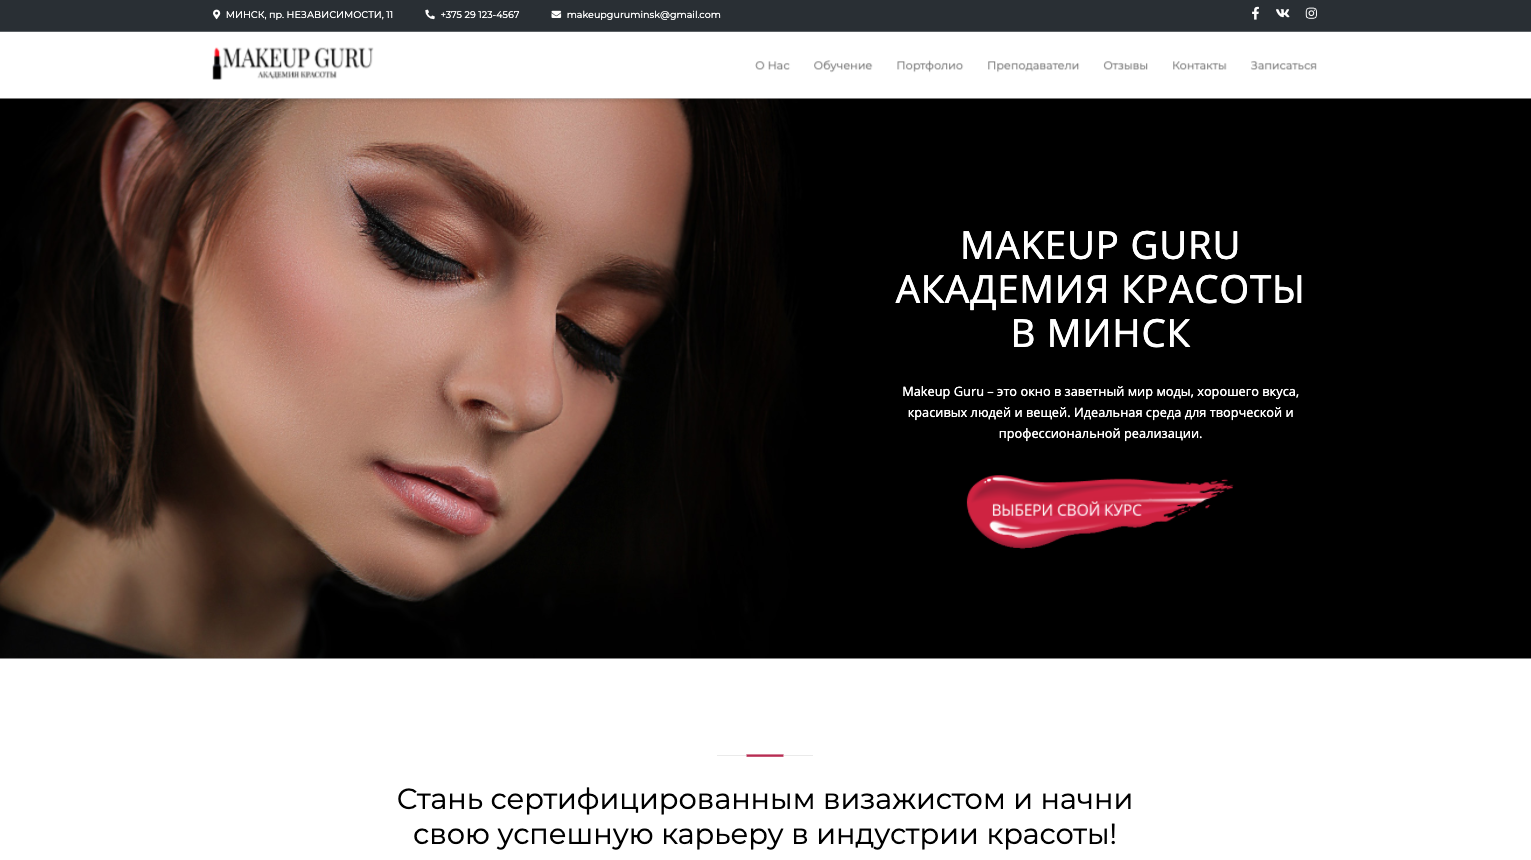 МИНСК, пр. НЕЗАВИСИМОСТИ, 11
+375 29 123-4567
makeupguruminsk@gmail.com
MAKEUP GURU
АКАДЕМИЯ КРАСОТЫ
О Нас
Обучение
Портфолио
Преподаватели
Отзывы
Контакты
Записаться
MAKEUP GURU
АКАДЕМИЯ КРАСОТЫ
В МИНСК
Makeup Guru – это окно в заветный мир моды, хорошего вкуса,
красивых людей и вещей. Идеальная среда для творческой и
профессиональной реализации.
ВЫБЕРИ СВОЙ КУРС
Стань сертифицированным визажистом и начни
свою успешную карьеру в индустрии красоты!